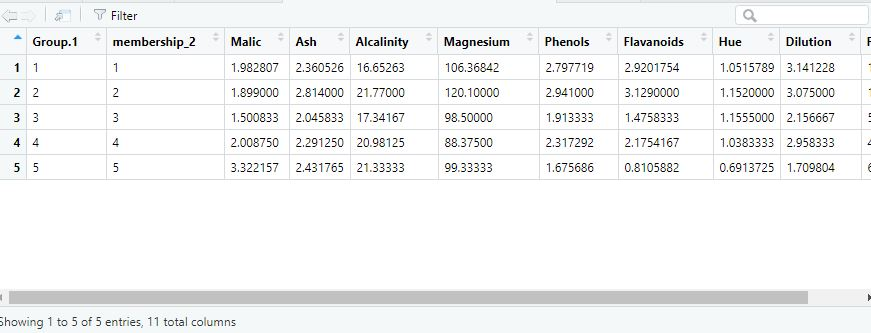 Filter
Group.1 membership_2 Malic Ash Alcalinity Magnesium Phenols Flavanoids Hue Dilution
1 1 1 1.982807 2.360526 16.65263 106.36842 2.797719 2.9201754 1.0515789 3.141228
2 2 2 1.899000 2.814000 21.77000 120.10000 2.941000 3.1290000 1.1520000 3.075000
3 3 3 1.500833 2.045833 17.34167 98.50000 1.913333 1.4758333 1.1555000 2.156667
4 4 4 2.008750 2.291250 20.98125 88.37500 2.317292 2.1754167 1.0383333 2.958333
5 5 5 3.322157 2.431765 21.33333 99.33333 1.675686 0.8105882 0.6913725 1.709804
Showing 1 to 5 of 5 entries, 11 total columns